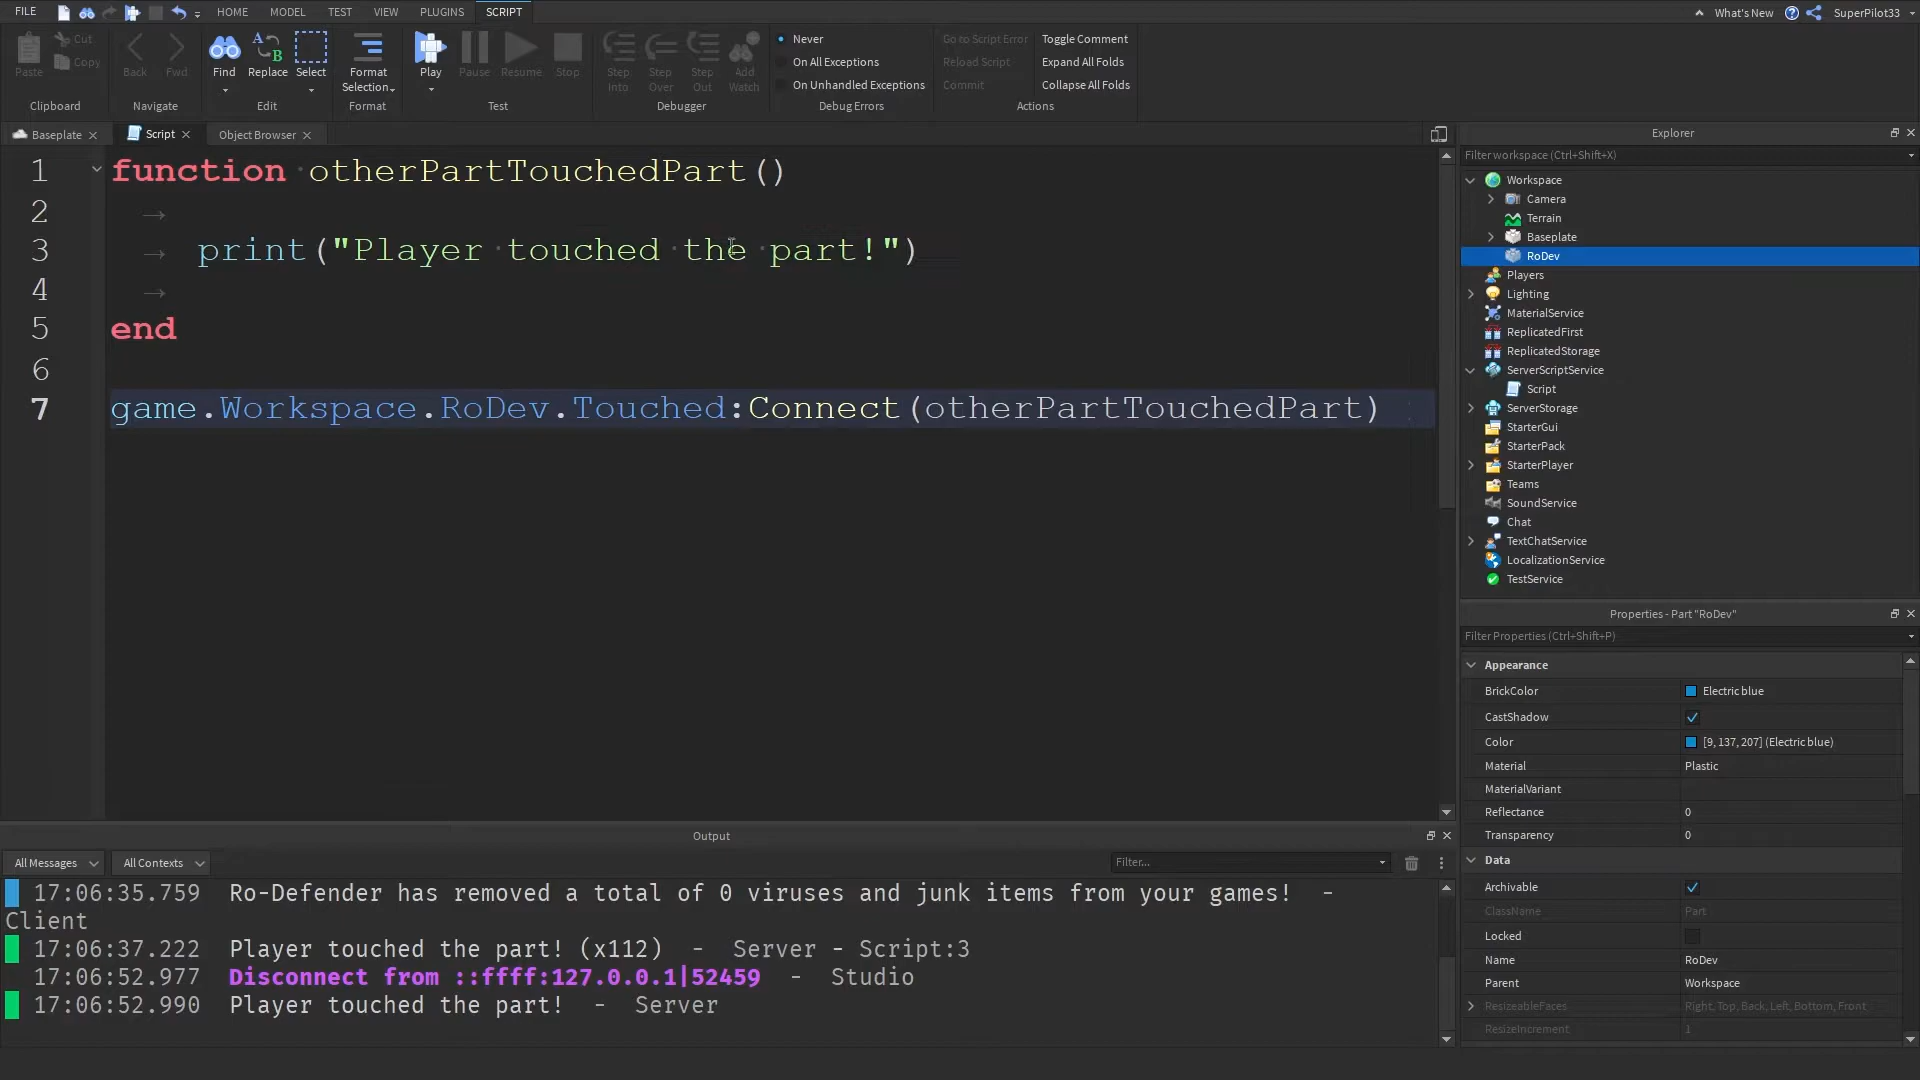 FILE HOME MODEL TEST VIEW PLUGINS SCRIPT What's New SuperPilot33
Paste Cut Copy
Clipboard
Back Fwd
Navigate
Find Replace Select
Edit
Format Selection
Format
Play Pause Resume Stop
Test
Step Into Step Over Step Out Add Watch
Debugger
Never
On All Exceptions
On Unhandled Exceptions
Debug Errors
Go to Script Error
Reload Script
Commit
Toggle Comment
Expand All Folds
Collapse All Folds
Actions
Baseplate Script Object Browser
1 function otherPartTouchedPart()
2
3 print("Player touched the part!")
4
5 end
6
7 game.Workspace.RoDev.Touched:Connect(otherPartTouchedPart)
Explorer
Filter workspace (Ctrl+Shift+X)
Workspace
Camera
Terrain
Baseplate
RoDev
Players
Lighting
MaterialService
ReplicatedFirst
ReplicatedStorage
ServerScriptService
Script
ServerStorage
StarterGui
StarterPack
StarterPlayer
Teams
SoundService
Chat
TextChatService
LocalizationService
TestService
Properties - Part "RoDev"
Filter Properties (Ctrl+Shift+P)
Appearance
BrickColor Electric blue
CastShadow
Color [9, 137, 207] (Electric blue)
Material Plastic
MaterialVariant
Reflectance 0
Transparency 0
Data
Archivable
ClassName Part
Locked
Name RoDev
Parent Workspace
ResizeableFaces Right, Top, Back, Left, Bottom, Front
ResizeIncrement 1
Output
All Messages All Contexts Filter...
17:06:35.759 Ro-Defender has removed a total of 0 viruses and junk items from your games! -
Client
17:06:37.222 Player touched the part! (x112) - Server - Script:3
17:06:52.977 Disconnect from ::ffff:127.0.0.1|52459 - Studio
17:06:52.990 Player touched the part! - Server